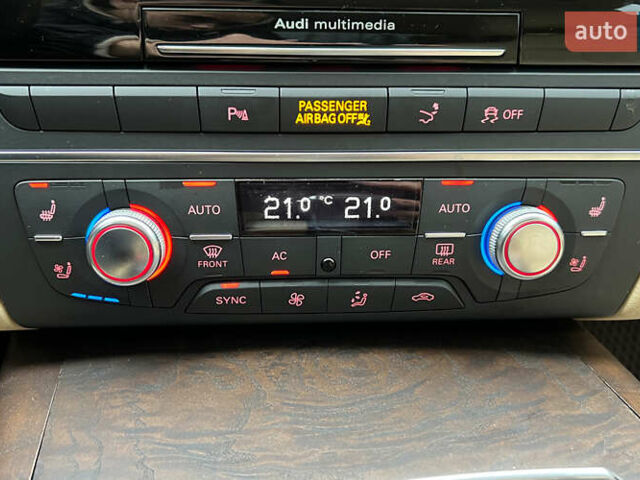 Audi multimedia
auto
P
PASSENGER
AIRBAG OFF
OFF
AUTO
21.0 °C 21.0
AUTO
FRONT
AC
OFF
REAR
SYNC